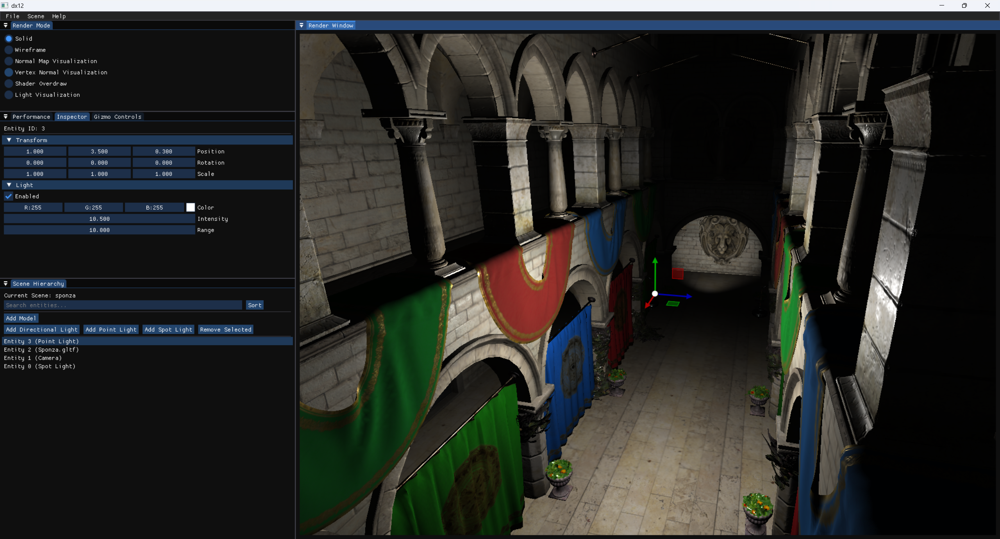 dx12
File Scene Help
Render Mode
Solid
Wireframe
Normal Map Visualization
Vertex Normal Visualization
Shader Overdraw
Light Visualization
Performance Inspector Gizmo Controls
Entity ID: 3
Transform
1.000 3.500 0.300 Position
0.000 0.000 0.000 Rotation
1.000 1.000 1.000 Scale
Light
Enabled
R:255 G:255 B:255 Color
10.500 Intensity
10.000 Range
Scene Hierarchy
Current Scene: sponza
Search entities... Sort
Add Model
Add Directional Light Add Point Light Add Spot Light Remove Selected
Entity 3 (Point Light)
Entity 2 (Sponza.gltf)
Entity 1 (Camera)
Entity 0 (Spot Light)
Render Window